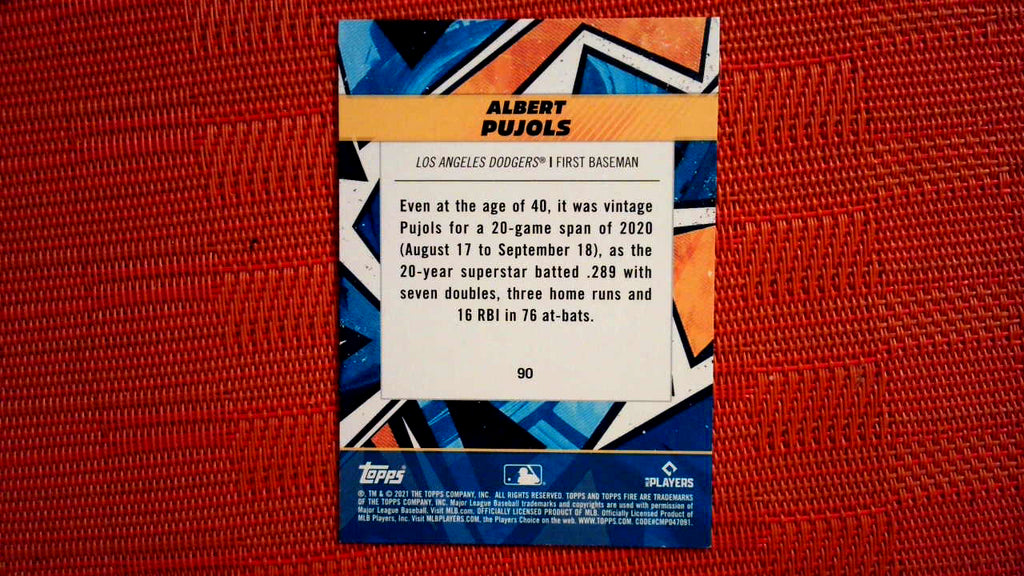 ALBERT
PUJOLS
LOS ANGELES DODGERS® | FIRST BASEMAN
Even at the age of 40, it was vintage
Pujols for a 20-game span of 2020
(August 17 to September 18), as the
20-year superstar batted .289 with
seven doubles, three home runs and
16 RBI in 76 at-bats.
90
Topps®
PLAYERS
®, TM & © 2021 THE TOPPS COMPANY, INC. ALL RIGHTS RESERVED. TOPPS AND TOPPS FIRE ARE TRADEMARKS
OF THE TOPPS COMPANY, INC. Major League Baseball trademarks and copyrights are used with permission of
Major League Baseball. Visit MLB.com. OFFICIALLY LICENSED PRODUCT OF MLB. Officially Licensed Product of
MLB Players, Inc. Visit MLBPLAYERS.COM, the Players Choice on the web. WWW.TOPPS.COM. CODE#CMP047091.